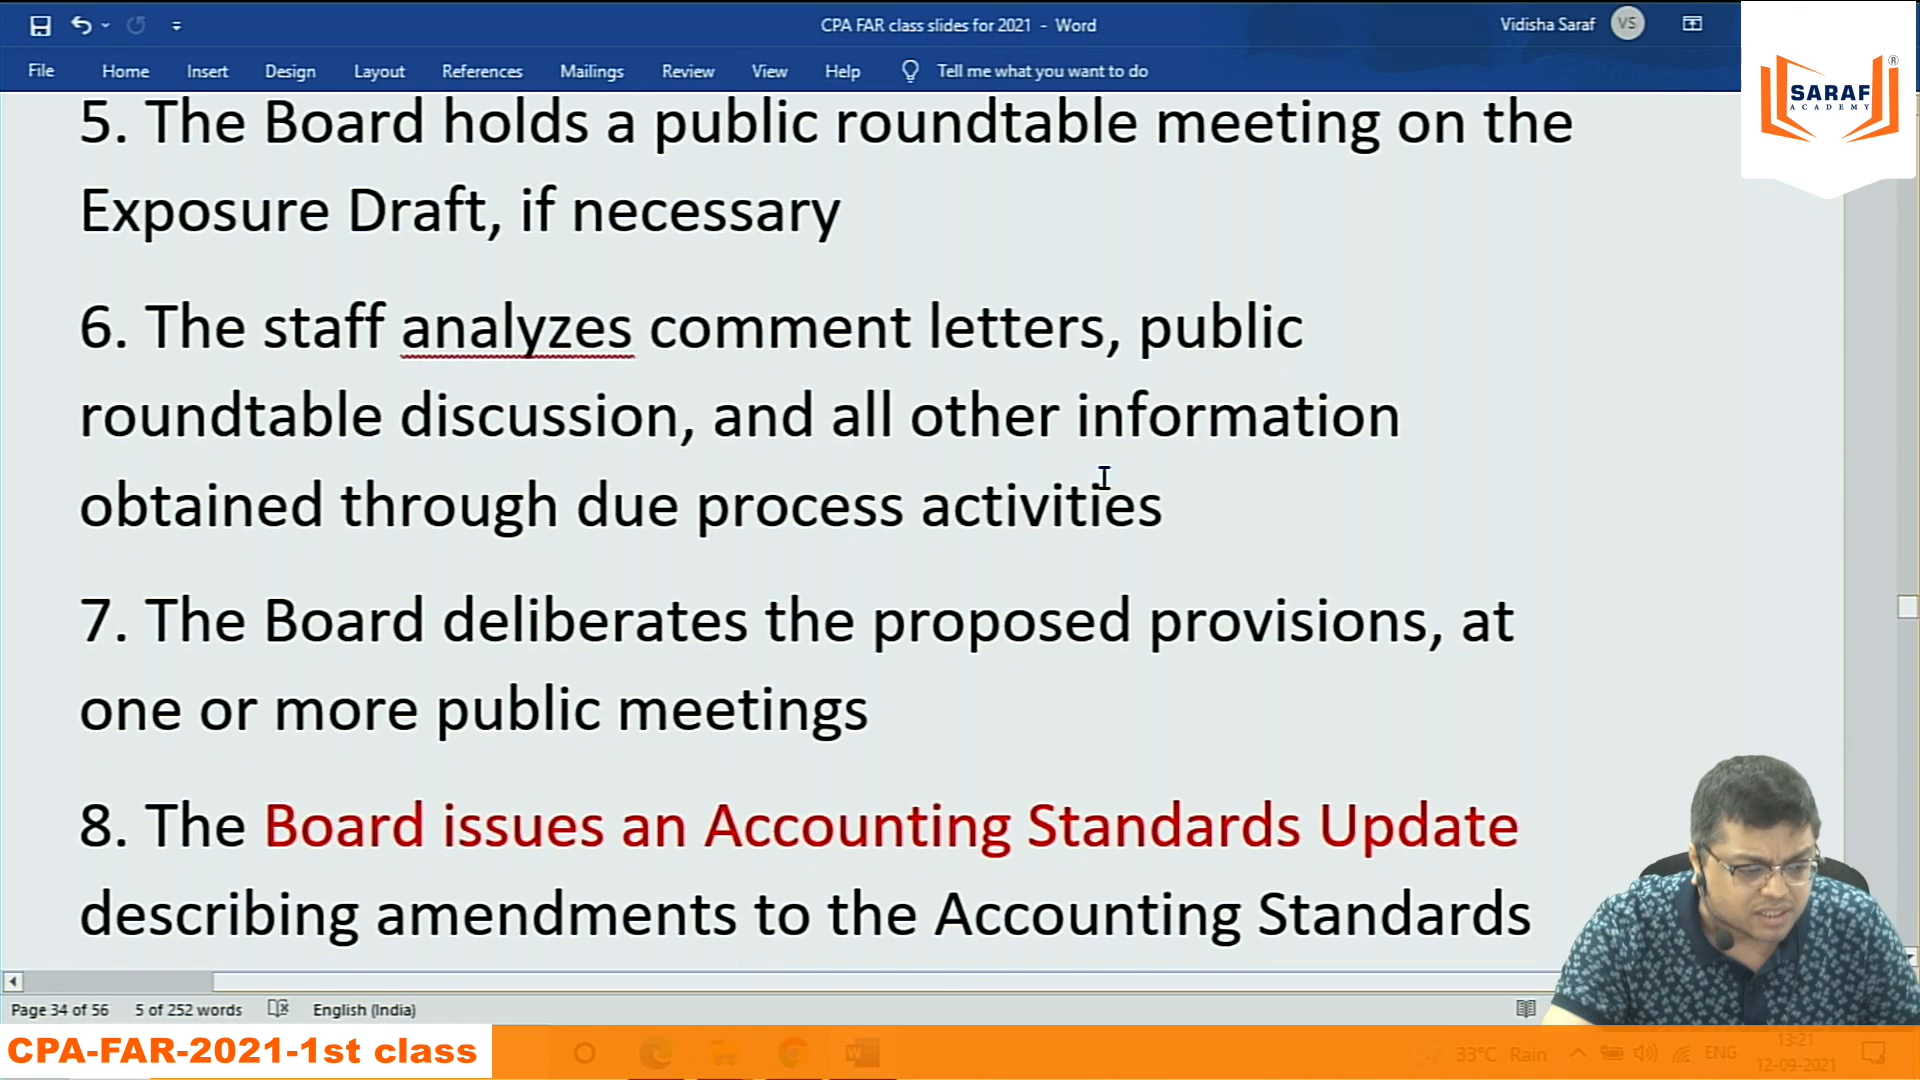 CPA FAR class slides for 2021 - Word
Vidisha Saraf VS
File Home Insert Design Layout References Mailings Review View Help Tell me what you want to do
SARAF ®
ACADEMY
5. The Board holds a public roundtable meeting on the
Exposure Draft, if necessary
6. The staff analyzes comment letters, public
roundtable discussion, and all other information
obtained through due process activities
7. The Board deliberates the proposed provisions, at
one or more public meetings
8. The Board issues an Accounting Standards Update
describing amendments to the Accounting Standards
Page 34 of 56 5 of 252 words English (India)
CPA-FAR-2021-1st class
33°C Rain ENG
13:21
12-09-2021